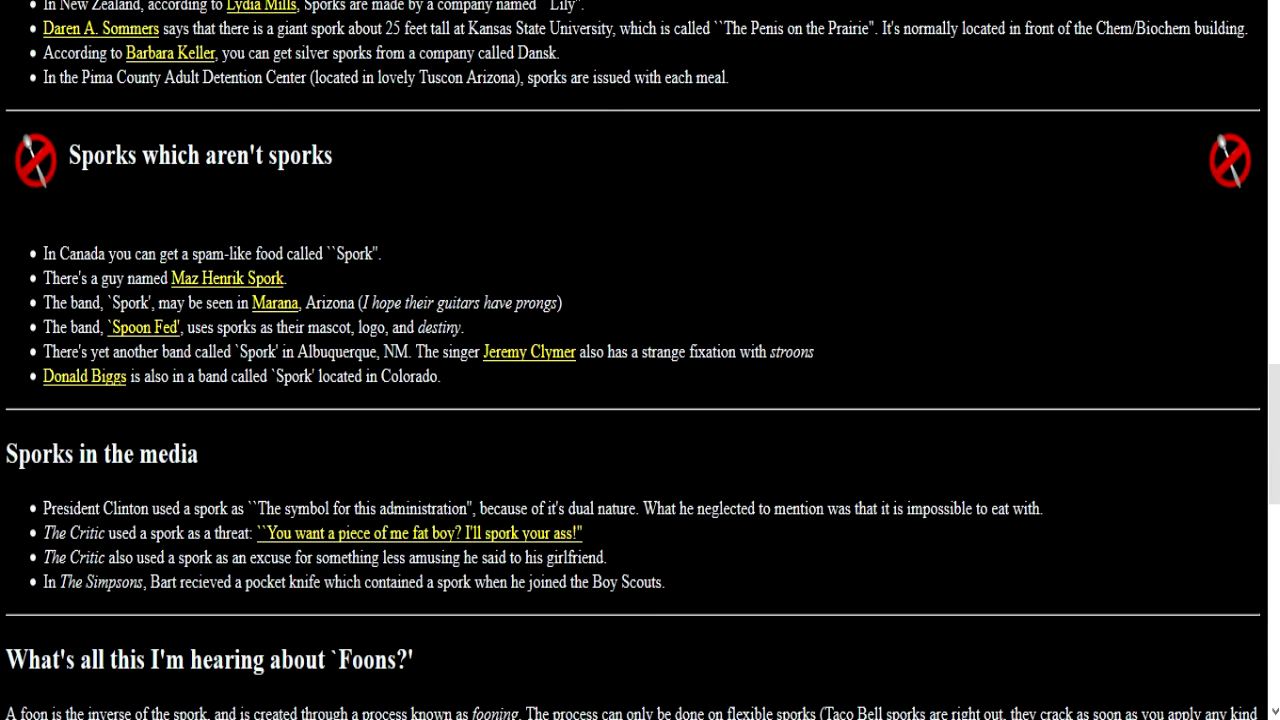 In New Zealand, according to Lydia Mills, Sporks are made by a company named ``Lily''.
Daren A. Sommers says that there is a giant spork about 25 feet tall at Kansas State University, which is called ``The Penis on the Prairie''. It's normally located in front of the Chem/Biochem building.
According to Barbara Keller, you can get silver sporks from a company called Dansk.
In the Pima County Adult Detention Center (located in lovely Tuscon Arizona), sporks are issued with each meal.
Sporks which aren't sporks
In Canada you can get a spam-like food called ``Spork''.
There's a guy named Maz Henrik Spork.
The band, `Spork', may be seen in Marana, Arizona (I hope their guitars have prongs)
The band, `Spoon Fed', uses sporks as their mascot, logo, and destiny.
There's yet another band called `Spork' in Albuquerque, NM. The singer Jeremy Clymer also has a strange fixation with stroons
Donald Biggs is also in a band called `Spork' located in Colorado.
Sporks in the media
President Clinton used a spork as ``The symbol for this administration'', because of it's dual nature. What he neglected to mention was that it is impossible to eat with.
The Critic used a spork as a threat: ``You want a piece of me fat boy? I'll spork your ass!''
The Critic also used a spork as an excuse for something less amusing he said to his girlfriend.
In The Simpsons, Bart recieved a pocket knife which contained a spork when he joined the Boy Scouts.
What's all this I'm hearing about `Foons?'
A foon is the inverse of the spork, and is created through a process known as fooning. The process can only be done on flexible sporks (Taco Bell sporks are right out, they crack as soon as you apply any kind